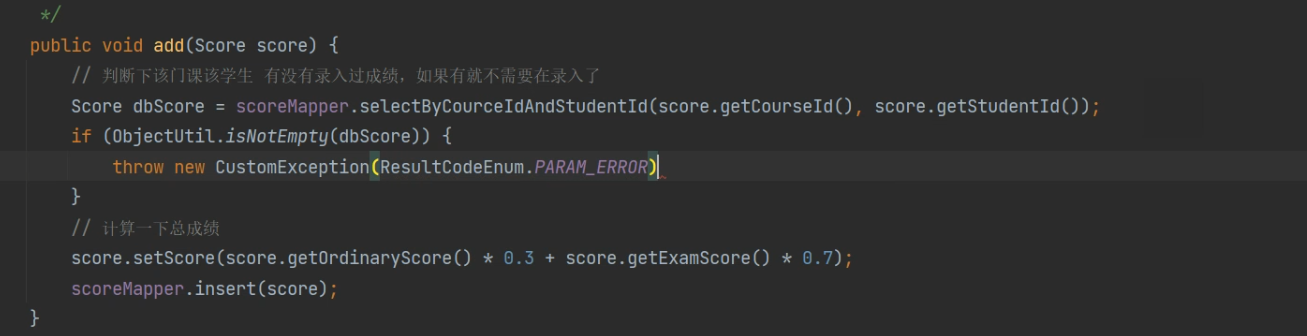 */
public void add(Score score) {
// 判断下该门课该学生 有没有录入过成绩，如果有就不需要在录入了
Score dbScore = scoreMapper.selectByCourceIdAndStudentId(score.getCourseId(), score.getStudentId());
if (ObjectUtil.isNotEmpty(dbScore)) {
throw new CustomException(ResultCodeEnum.PARAM_ERROR)
}
// 计算一下总成绩
score.setScore(score.getOrdinaryScore() * 0.3 + score.getExamScore() * 0.7);
scoreMapper.insert(score);
}